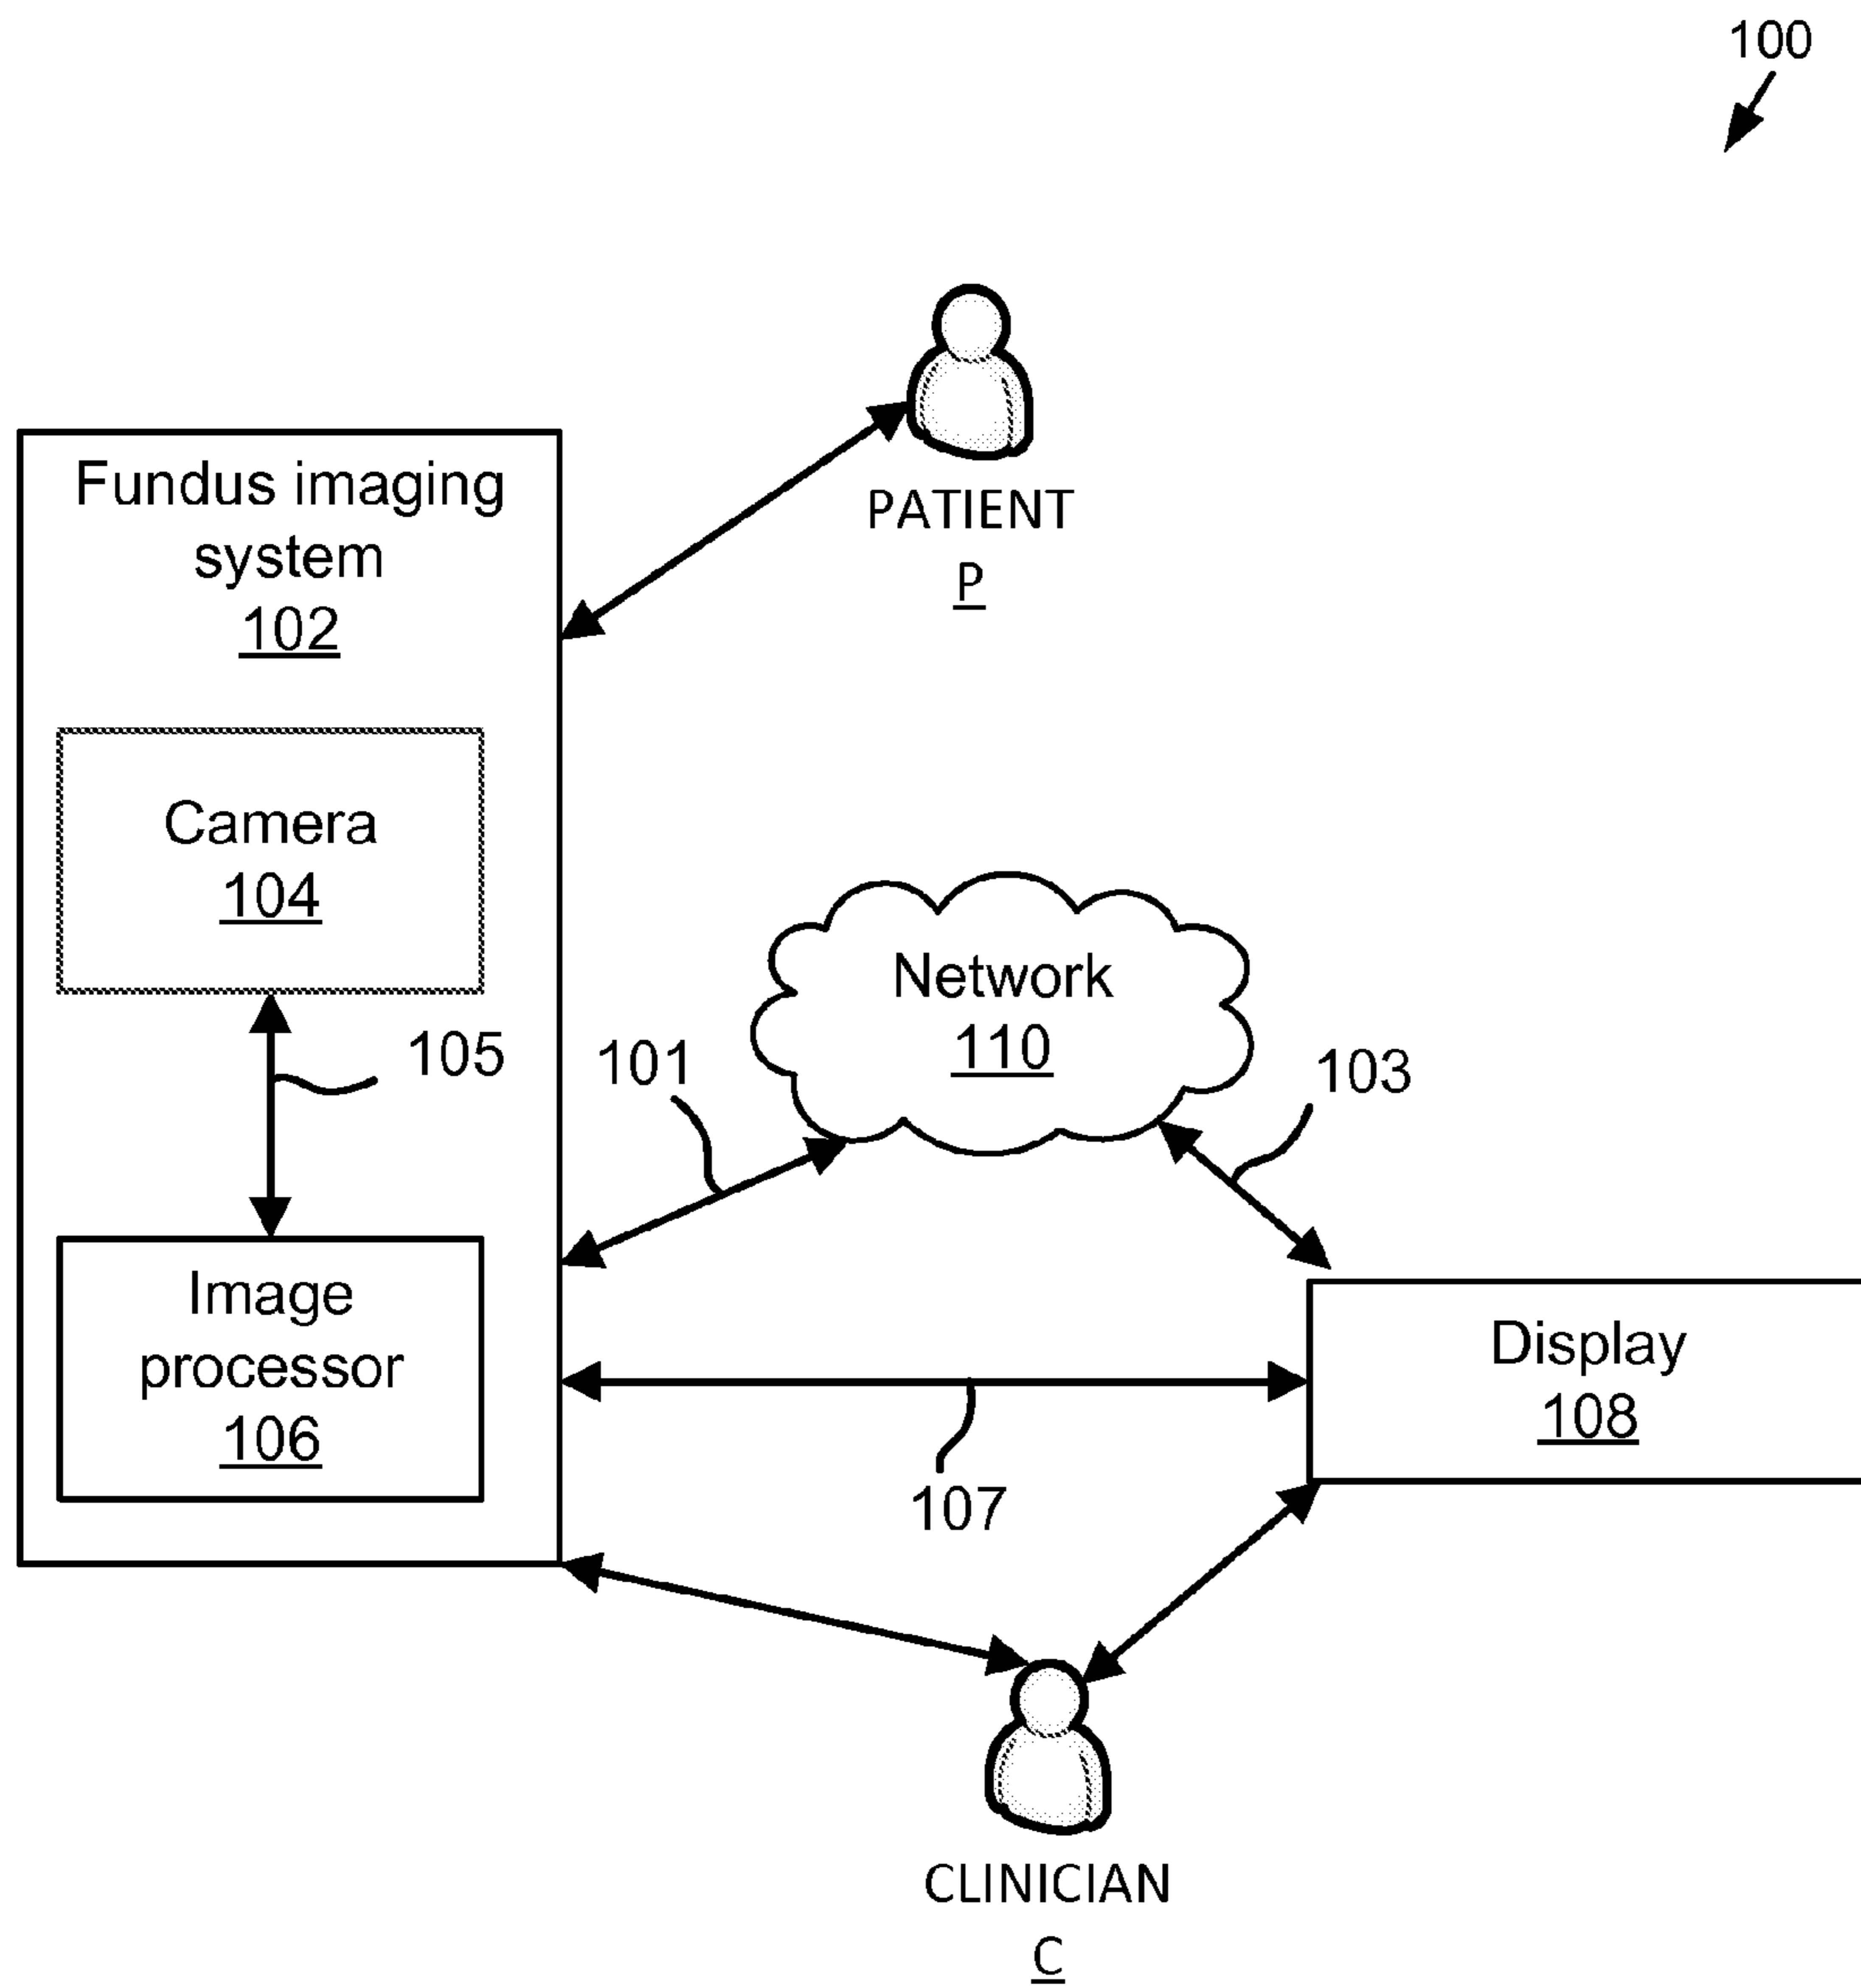 100
Fundus imaging
system
102
PATIENT
P
Camera
104
105
Network
110
101
103
Image
processor
106
107
Display
108
CLINICIAN
C